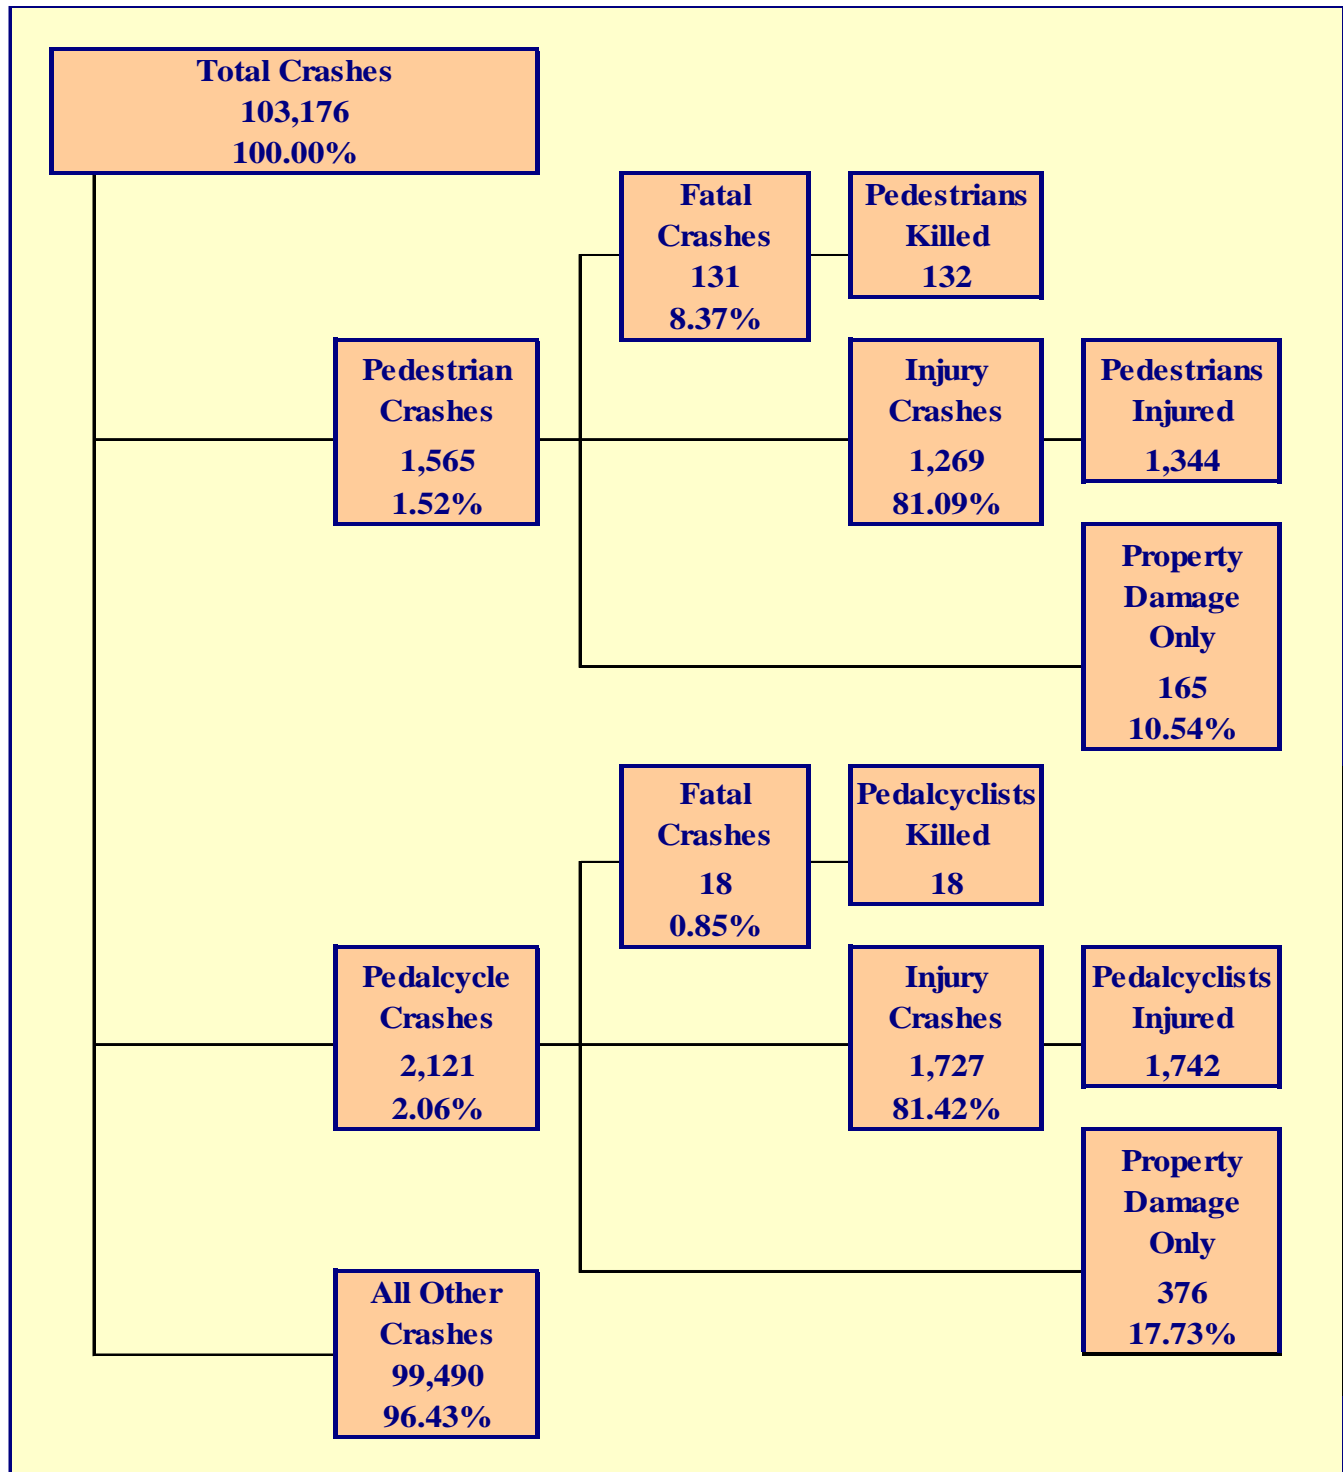 Total Crashes
103,176
100.00%
Fatal
Crashes
131
8.37%
Pedestrians
Killed
132
Pedestrian
Crashes
1,565
1.52%
Injury
Crashes
1,269
81.09%
Pedestrians
Injured
1,344
Property
Damage
Only
165
10.54%
Fatal
Crashes
18
0.85%
Pedalcyclists
Killed
18
Pedalcycle
Crashes
2,121
2.06%
Injury
Crashes
1,727
81.42%
Pedalcyclists
Injured
1,742
Property
Damage
Only
376
17.73%
All Other
Crashes
99,490
96.43%